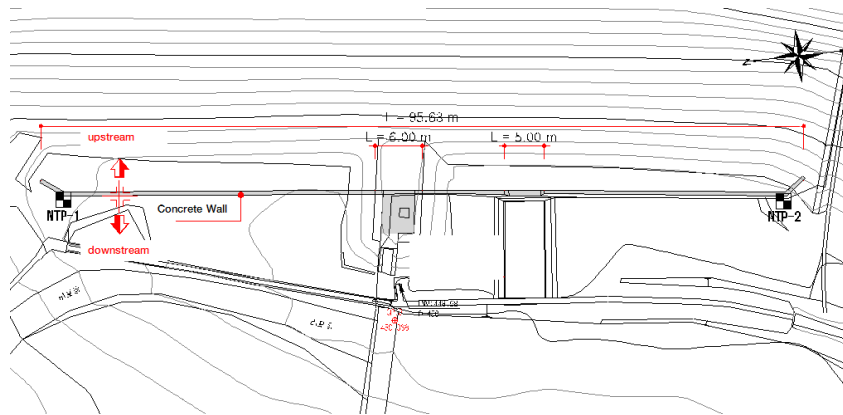 z
95.63 m
upstream
L = 6.00 m
L = 5.00 m
Concrete Wall
NTP-1
NTP-2
downstream